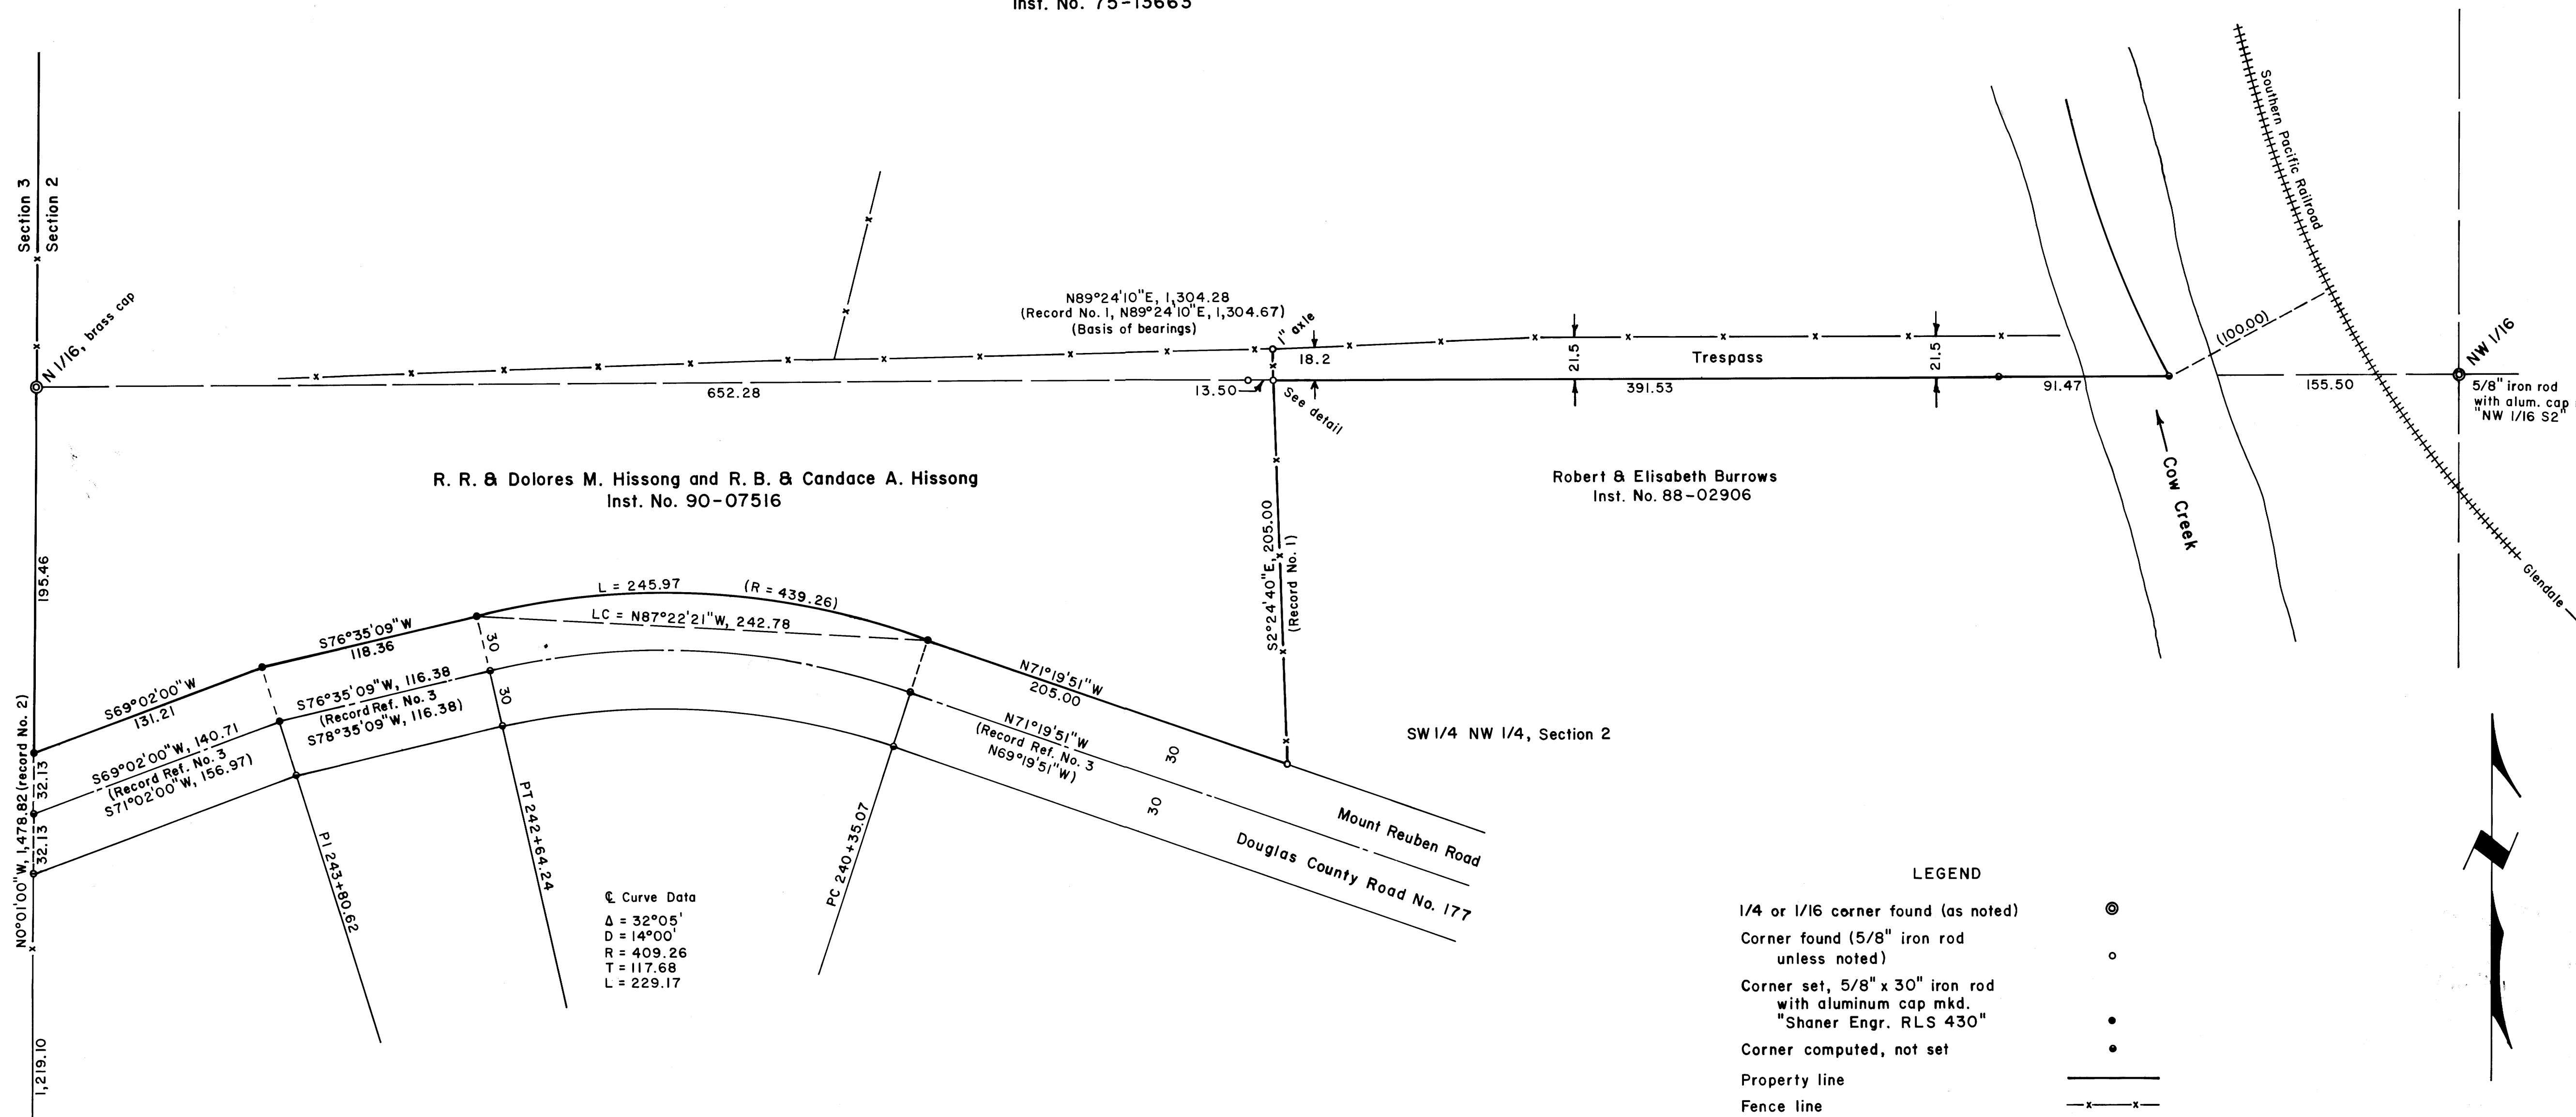 Inst. No. 75-15663
Section 3
Section 2
N 1/16, brass cap
N89°24'10"E, 1,304.28
(Record No. 1, N89°24'10"E, 1,304.67)
(Basis of bearings)
1" axle
18.2
21.5
Trespass
21.5
652.28
13.50
See detail
391.53
91.47
(100.00)
155.50
Southern Pacific Railroad
NW 1/16
5/8" iron rod
with alum. cap
"NW 1/16 S2"
Cow Creek
Glendale
R. R. & Dolores M. Hissong and R. B. & Candace A. Hissong
Inst. No. 90-07516
Robert & Elisabeth Burrows
Inst. No. 88-02906
S2°24'40"E, 205.00
(Record No. 1)
195.46
L = 245.97
(R = 439.26)
LC = N87°22'21"W, 242.78
S76°35'09"W
118.36
S69°02'00"W
131.21
30
30
S76°35'09"W, 116.38
(Record Ref. No. 3
S78°35'09"W, 116.38)
S69°02'00"W, 140.71
(Record Ref. No. 3
S71°02'00"W, 156.97)
32.13
32.13
N0°01'00"W, 1,478.82 (record No. 2)
1,219.10
N71°19'51"W
205.00
N71°19'51"W
(Record Ref. No. 3
N69°19'51"W)
30
30
SW 1/4 NW 1/4, Section 2
Mount Reuben Road
Douglas County Road No. 177
PI 243+80.62
PT 242+64.24
PC 240+35.07
℄ Curve Data
Δ = 32°05'
D = 14°00'
R = 409.26
T = 117.68
L = 229.17
LEGEND
1/4 or 1/16 corner found (as noted)
Corner found (5/8" iron rod
unless noted)
Corner set, 5/8" x 30" iron rod
with aluminum cap mkd.
"Shaner Engr. RLS 430"
Corner computed, not set
Property line
Fence line